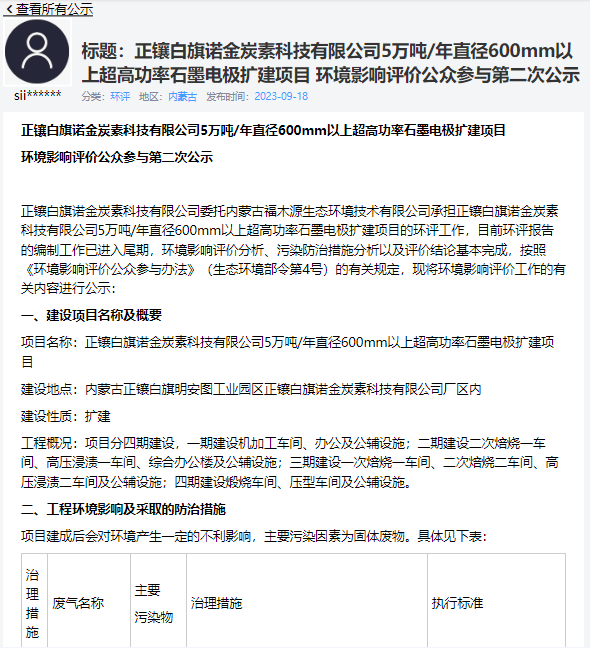 查看所有公示
标题：正镶白旗诺金炭素科技有限公司5万吨/年直径600mm以
上超高功率石墨电极扩建项目 环境影响评价公众参与第二次公示
sii******
分类：环评 地区：内蒙古 发布时间：2023-09-18
正镶白旗诺金炭素科技有限公司5万吨/年直径600mm以上超高功率石墨电极扩建项目
环境影响评价公众参与第二次公示
正镶白旗诺金炭素科技有限公司委托内蒙古福木源生态环境技术有限公司承担正镶白旗诺金炭素
科技有限公司5万吨/年直径600mm以上超高功率石墨电极扩建项目的环评工作，目前环评报告
的编制工作已进入尾期，环境影响评价分析、污染防治措施分析以及评价结论基本完成，按照
《环境影响评价公众参与办法》（生态环境部令第4号）的有关规定，现将环境影响评价工作的有
关内容进行公示：
一、建设项目名称及概要
项目名称：正镶白旗诺金炭素科技有限公司5万吨/年直径600mm以上超高功率石墨电极扩建项
目
建设地点：内蒙古正镶白旗明安图工业园区正镶白旗诺金炭素科技有限公司厂区内
建设性质：扩建
工程概况：项目分四期建设，一期建设机加工车间、办公及公辅设施；二期建设二次焙烧一车
间、高压浸渍一车间、综合办公楼及公辅设施；三期建设一次焙烧一车间、二次焙烧二车间、高
压浸渍二车间及公辅设施；四期建设煅烧车间、压型车间及公辅设施。
二、工程环境影响及采取的防治措施
项目建成后会对环境产生一定的不利影响，主要污染因素为固体废物。具体见下表：
治理措施
废气名称
主要
污染物
治理措施
执行标准